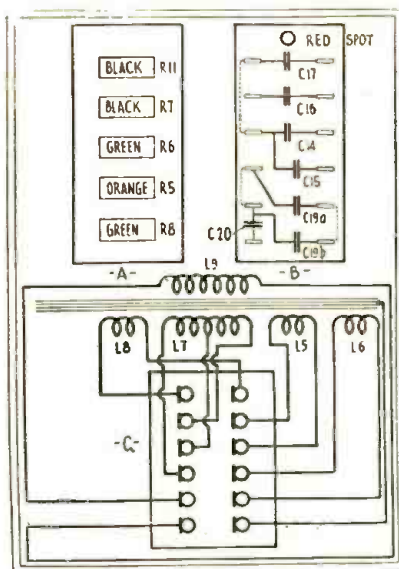 RED SPOT
BLACK R11
C17
BLACK R7
C16
GREEN R6
C14
C15
ORANGE R5
C19a
C20
GREEN R8
C19b
-A-
-B-
L9
L8
L7
L5
L6
-C-